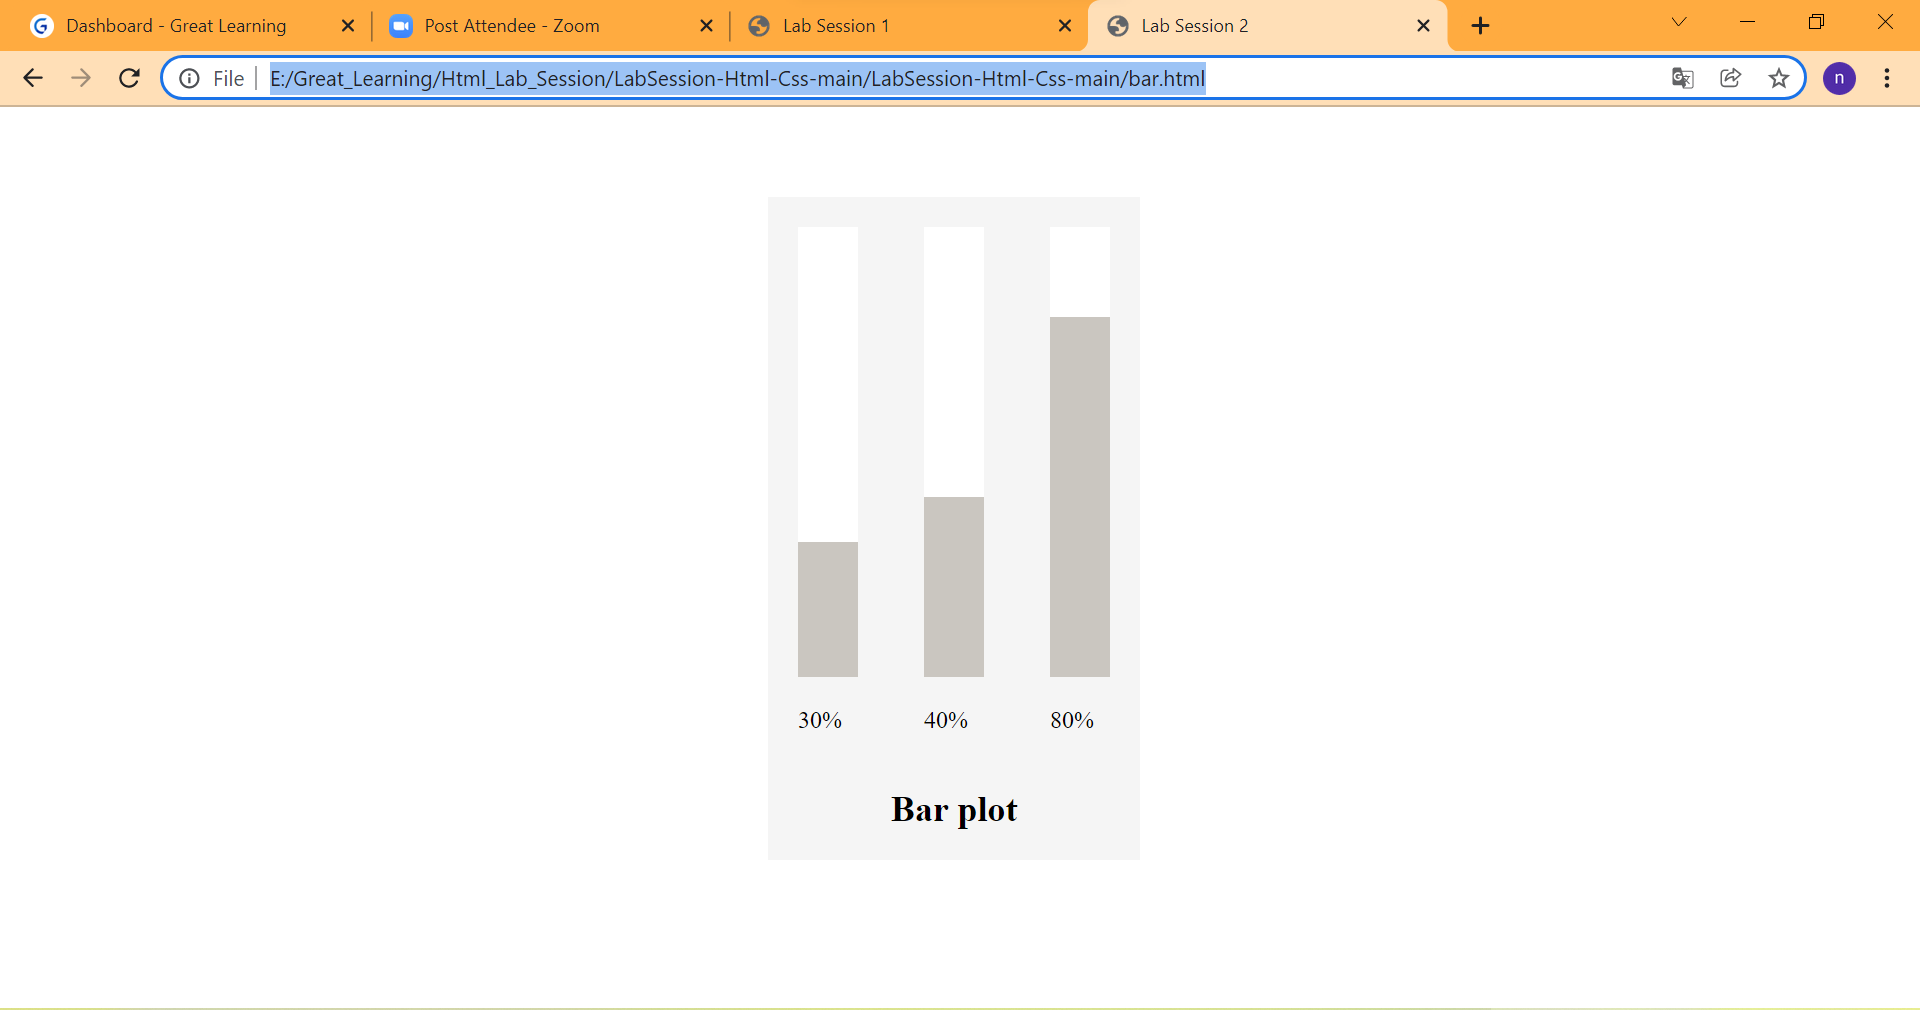 Dashboard - Great Learning
Post Attendee - Zoom
Lab Session 1
Lab Session 2
File
E:/Great_Learning/Html_Lab_Session/LabSession-Html-Css-main/LabSession-Html-Css-main/bar.html
n
30% 40% 80%
Bar plot